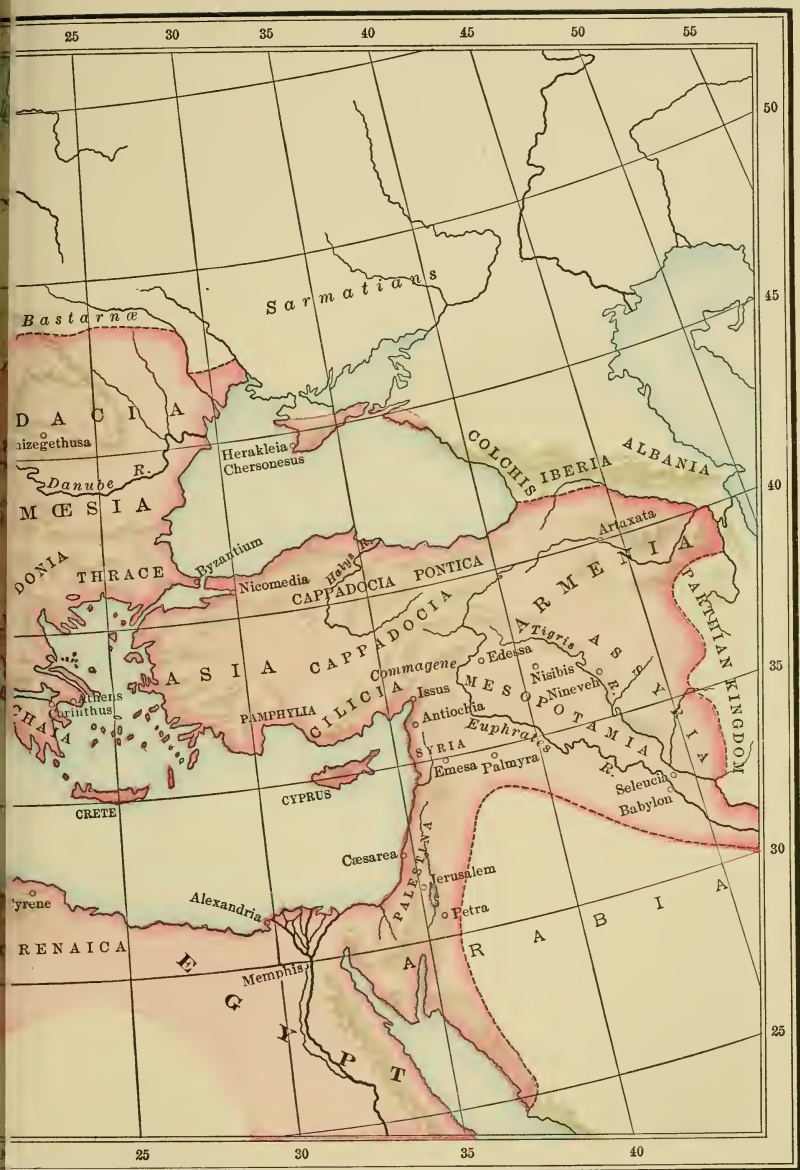 25 30 35 40 45 50 55
50
45
40
35
30
25
25 30 35 40
Sarmatians
Bastarnæ
DACIA
nizegethusa
Danube R.
MŒSIA
Herakleia
Chersonesus
COLCHIS
IBERIA
ALBANIA
Artaxata
DONIA
THRACE
Byzantium
Nicomedia
Halys R.
CAPPADOCIA PONTICA
ARMENIA
PARTHIAN KINGDOM
ASIA
CAPPADOCIA
Commagene
Edessa
Tigris R.
ASSYRIA
Nisibis
Nineveh
MESOPOTAMIA
Athens
Corinthus
CHAIA
PAMPHYLIA
CILICIA
Issus
Antiochia
SYRIA
Euphrates R.
Emesa
Palmyra
Seleucia
Babylon
CRETE
CYPRUS
Cæsarea
PALESTINA
Jerusalem
Petra
yrene
Alexandria
RENAICA
Memphis
EGYPT
ARABIA